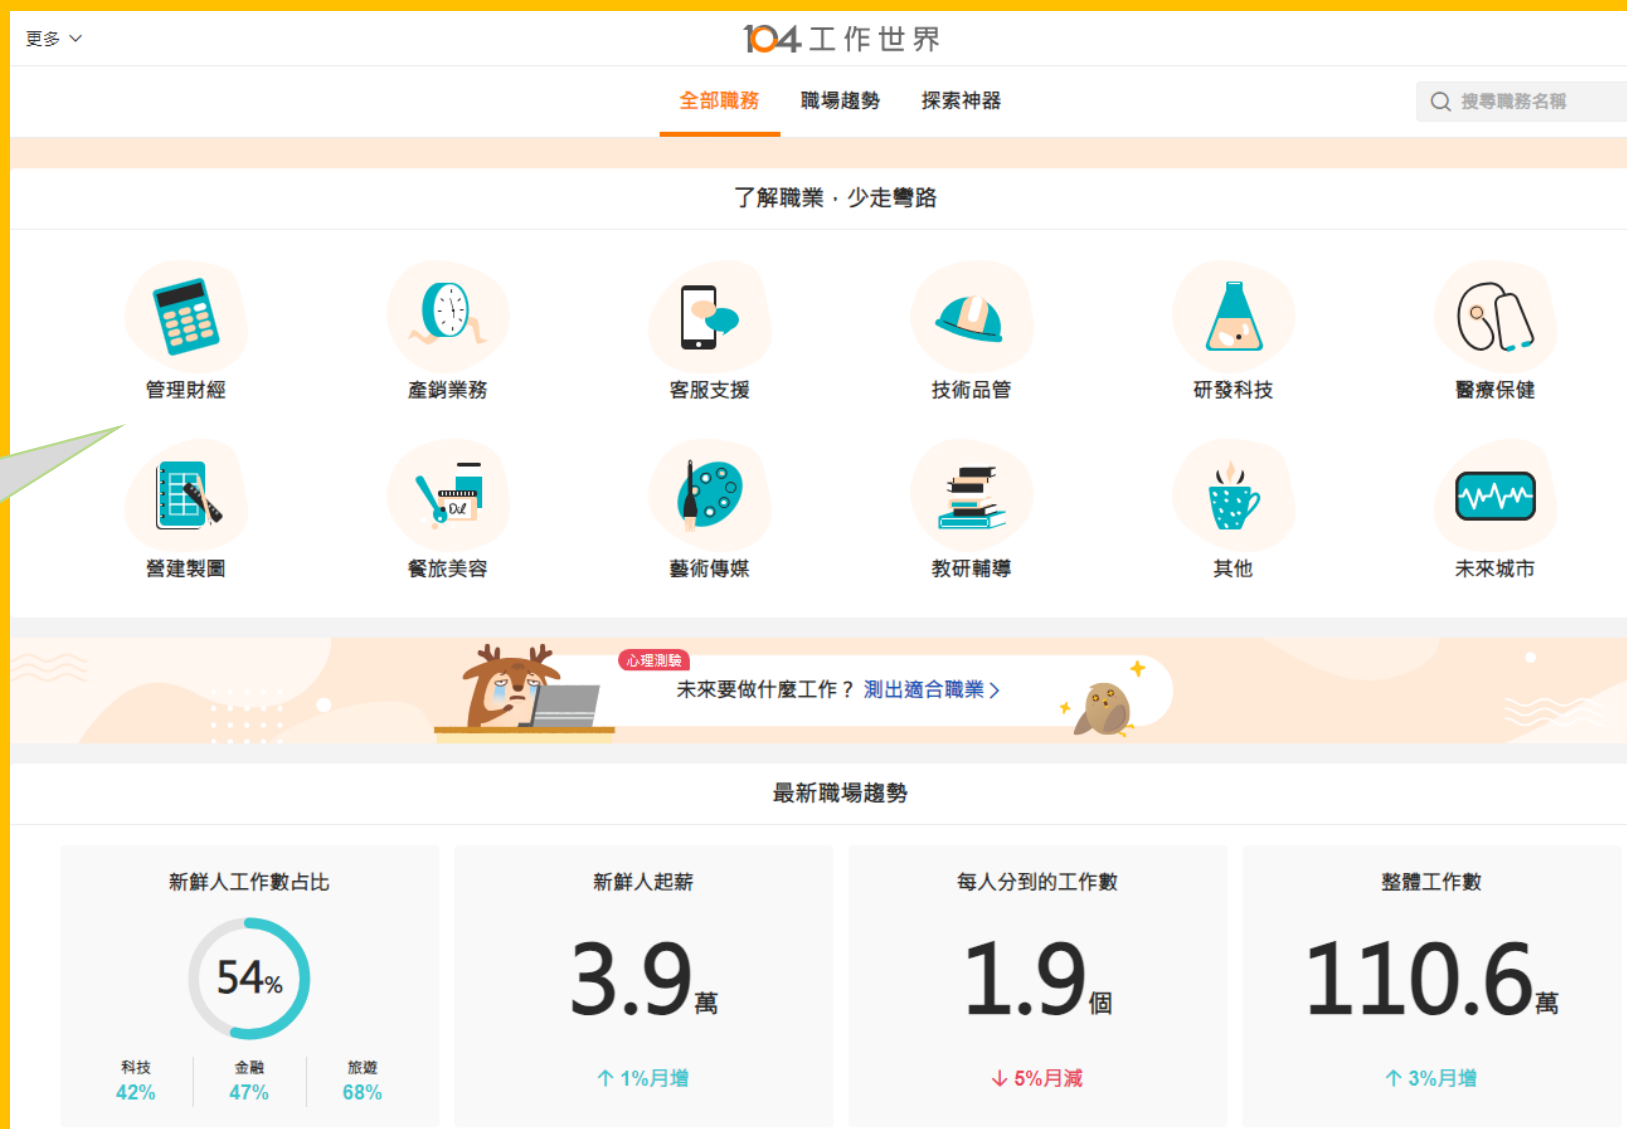 更多
104工作世界
全部職務 職場趨勢 探索神器
搜尋職務名稱
了解職業．少走彎路
管理財經 產銷業務 客服支援 技術品管 研發科技 醫療保健
營建製圖 餐旅美容 藝術傳媒 教研輔導 其他 未來城市
心理測驗
未來要做什麼工作？ 測出適合職業 >
最新職場趨勢
新鮮人工作數占比 新鮮人起薪 每人分到的工作數 整體工作數
54% 3.9萬 1.9個 110.6萬
科技 金融 旅遊
42% 47% 68%
↑ 1%月增 ↓ 5%月減 ↑ 3%月增